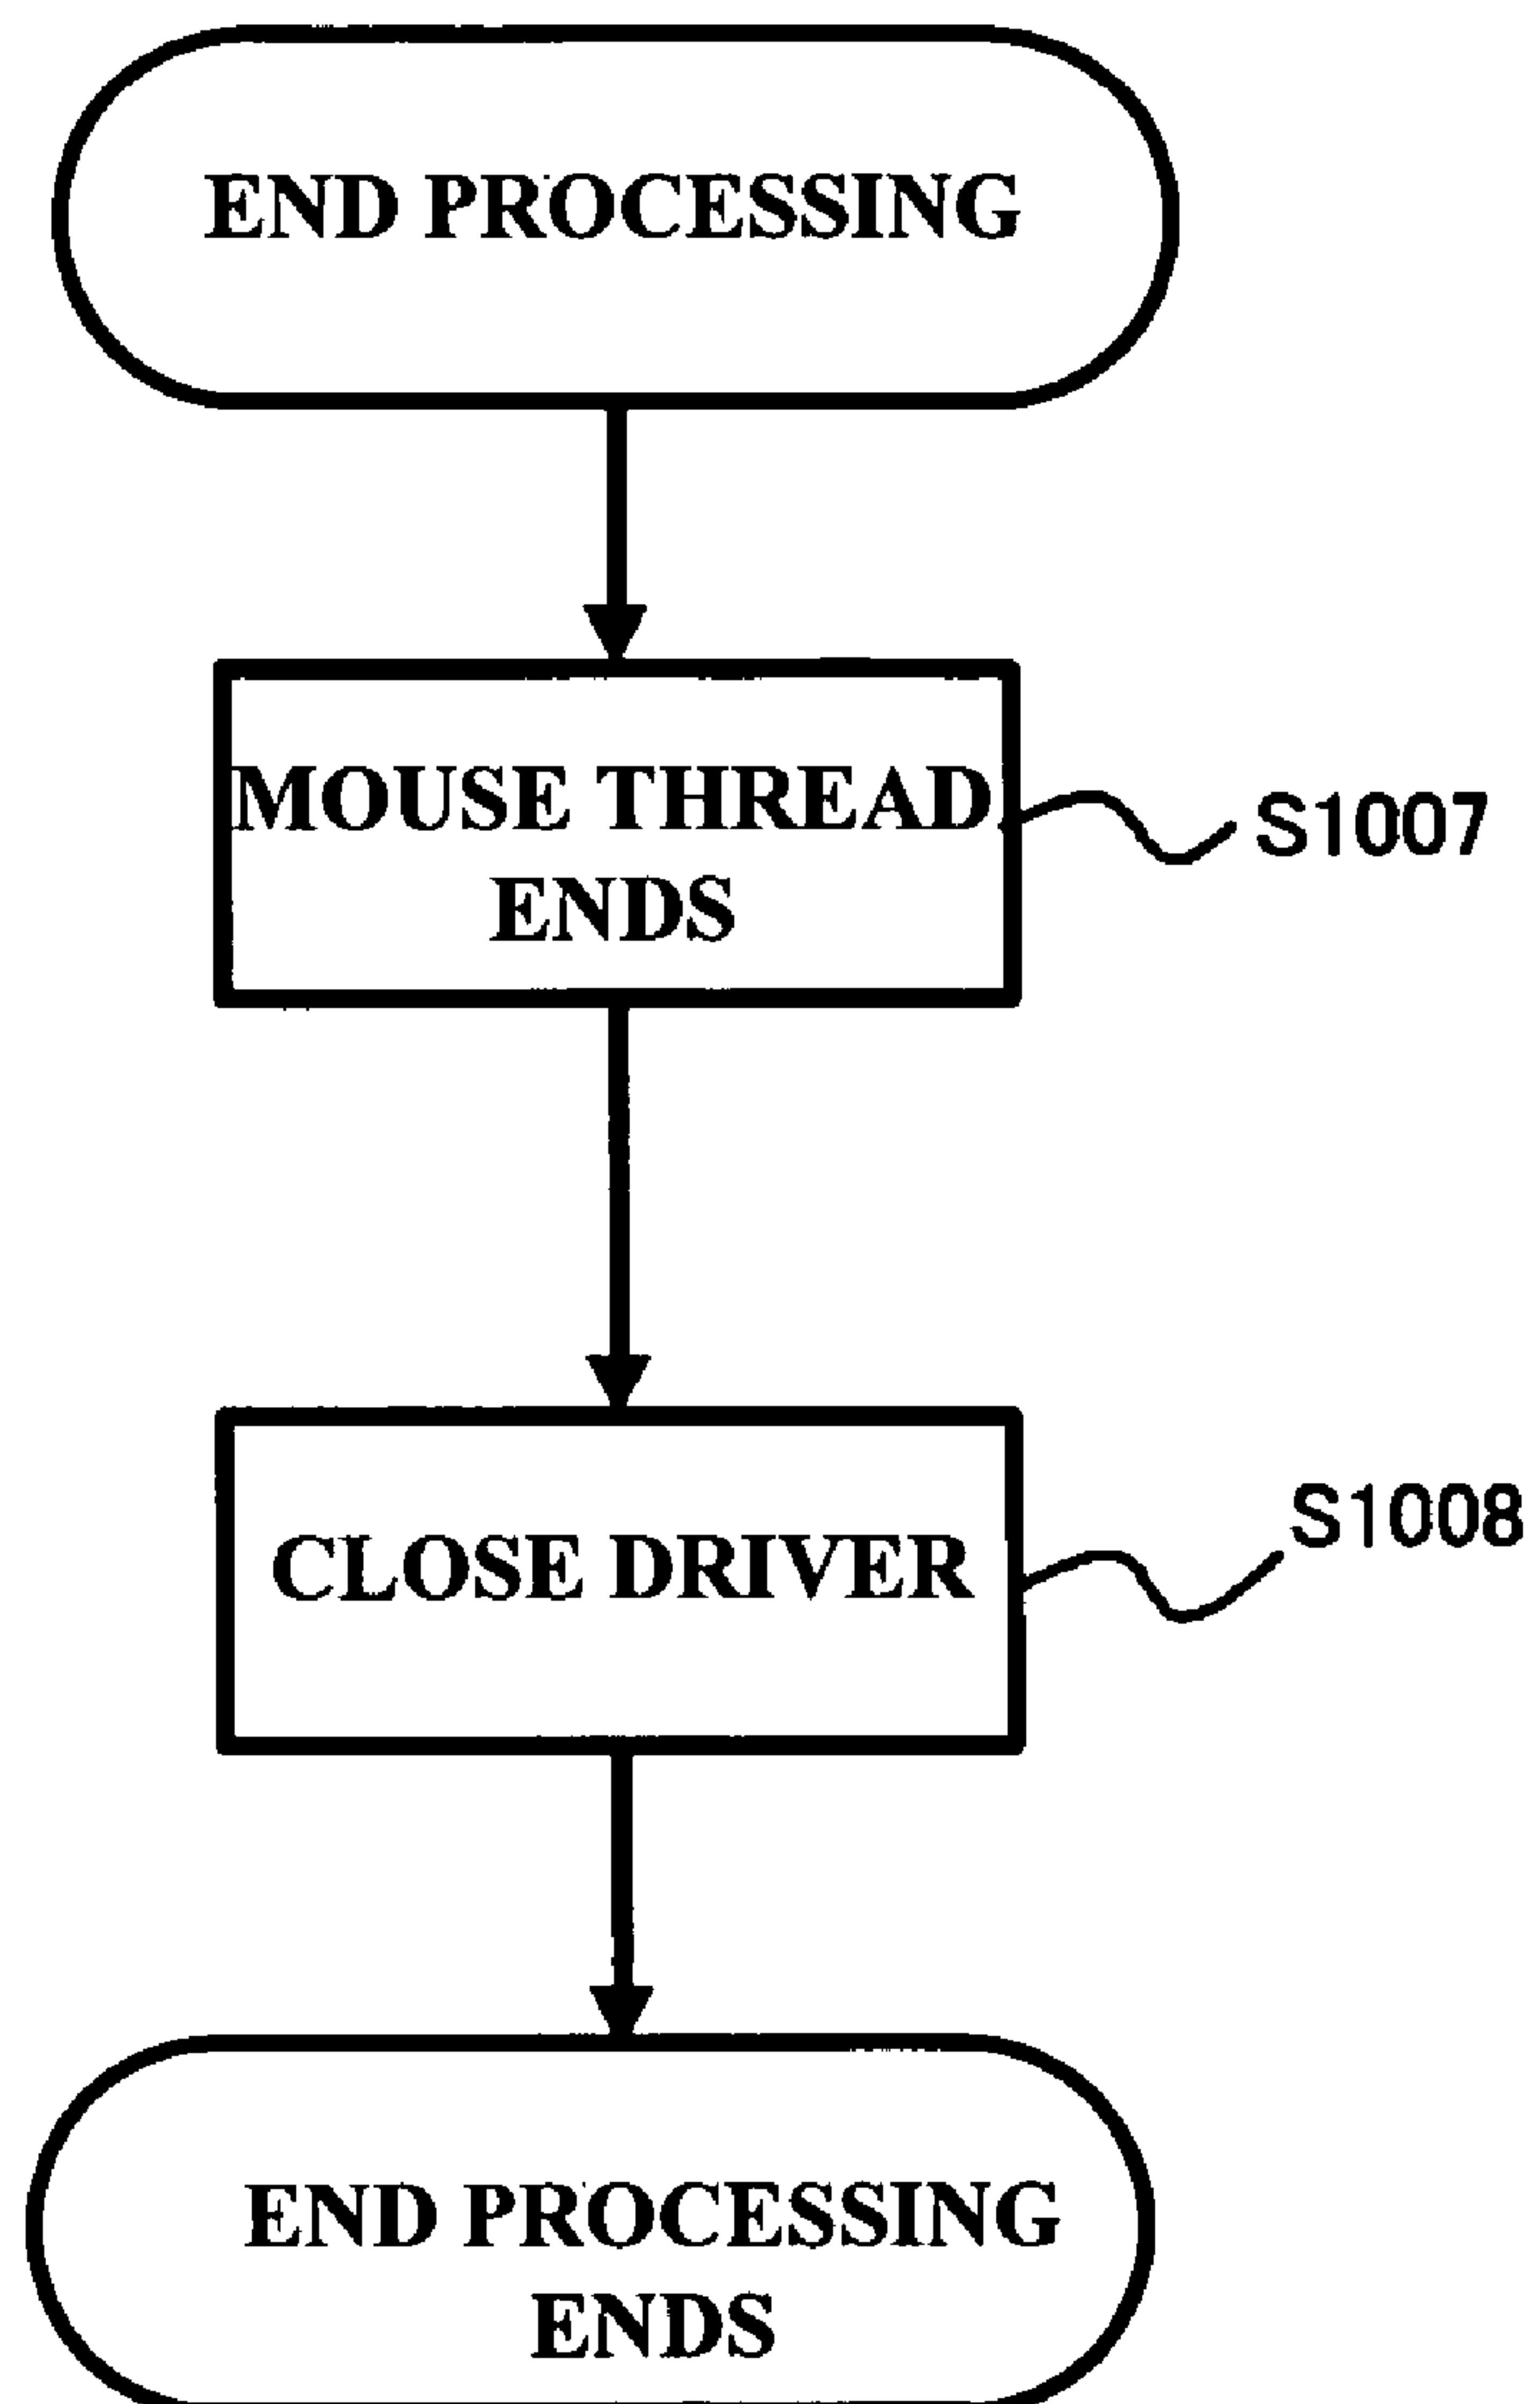 END PROCESSING
MOUSE THREAD
ENDS
S1007
CLOSE DRIVER
S1008
END PROCESSING
ENDS